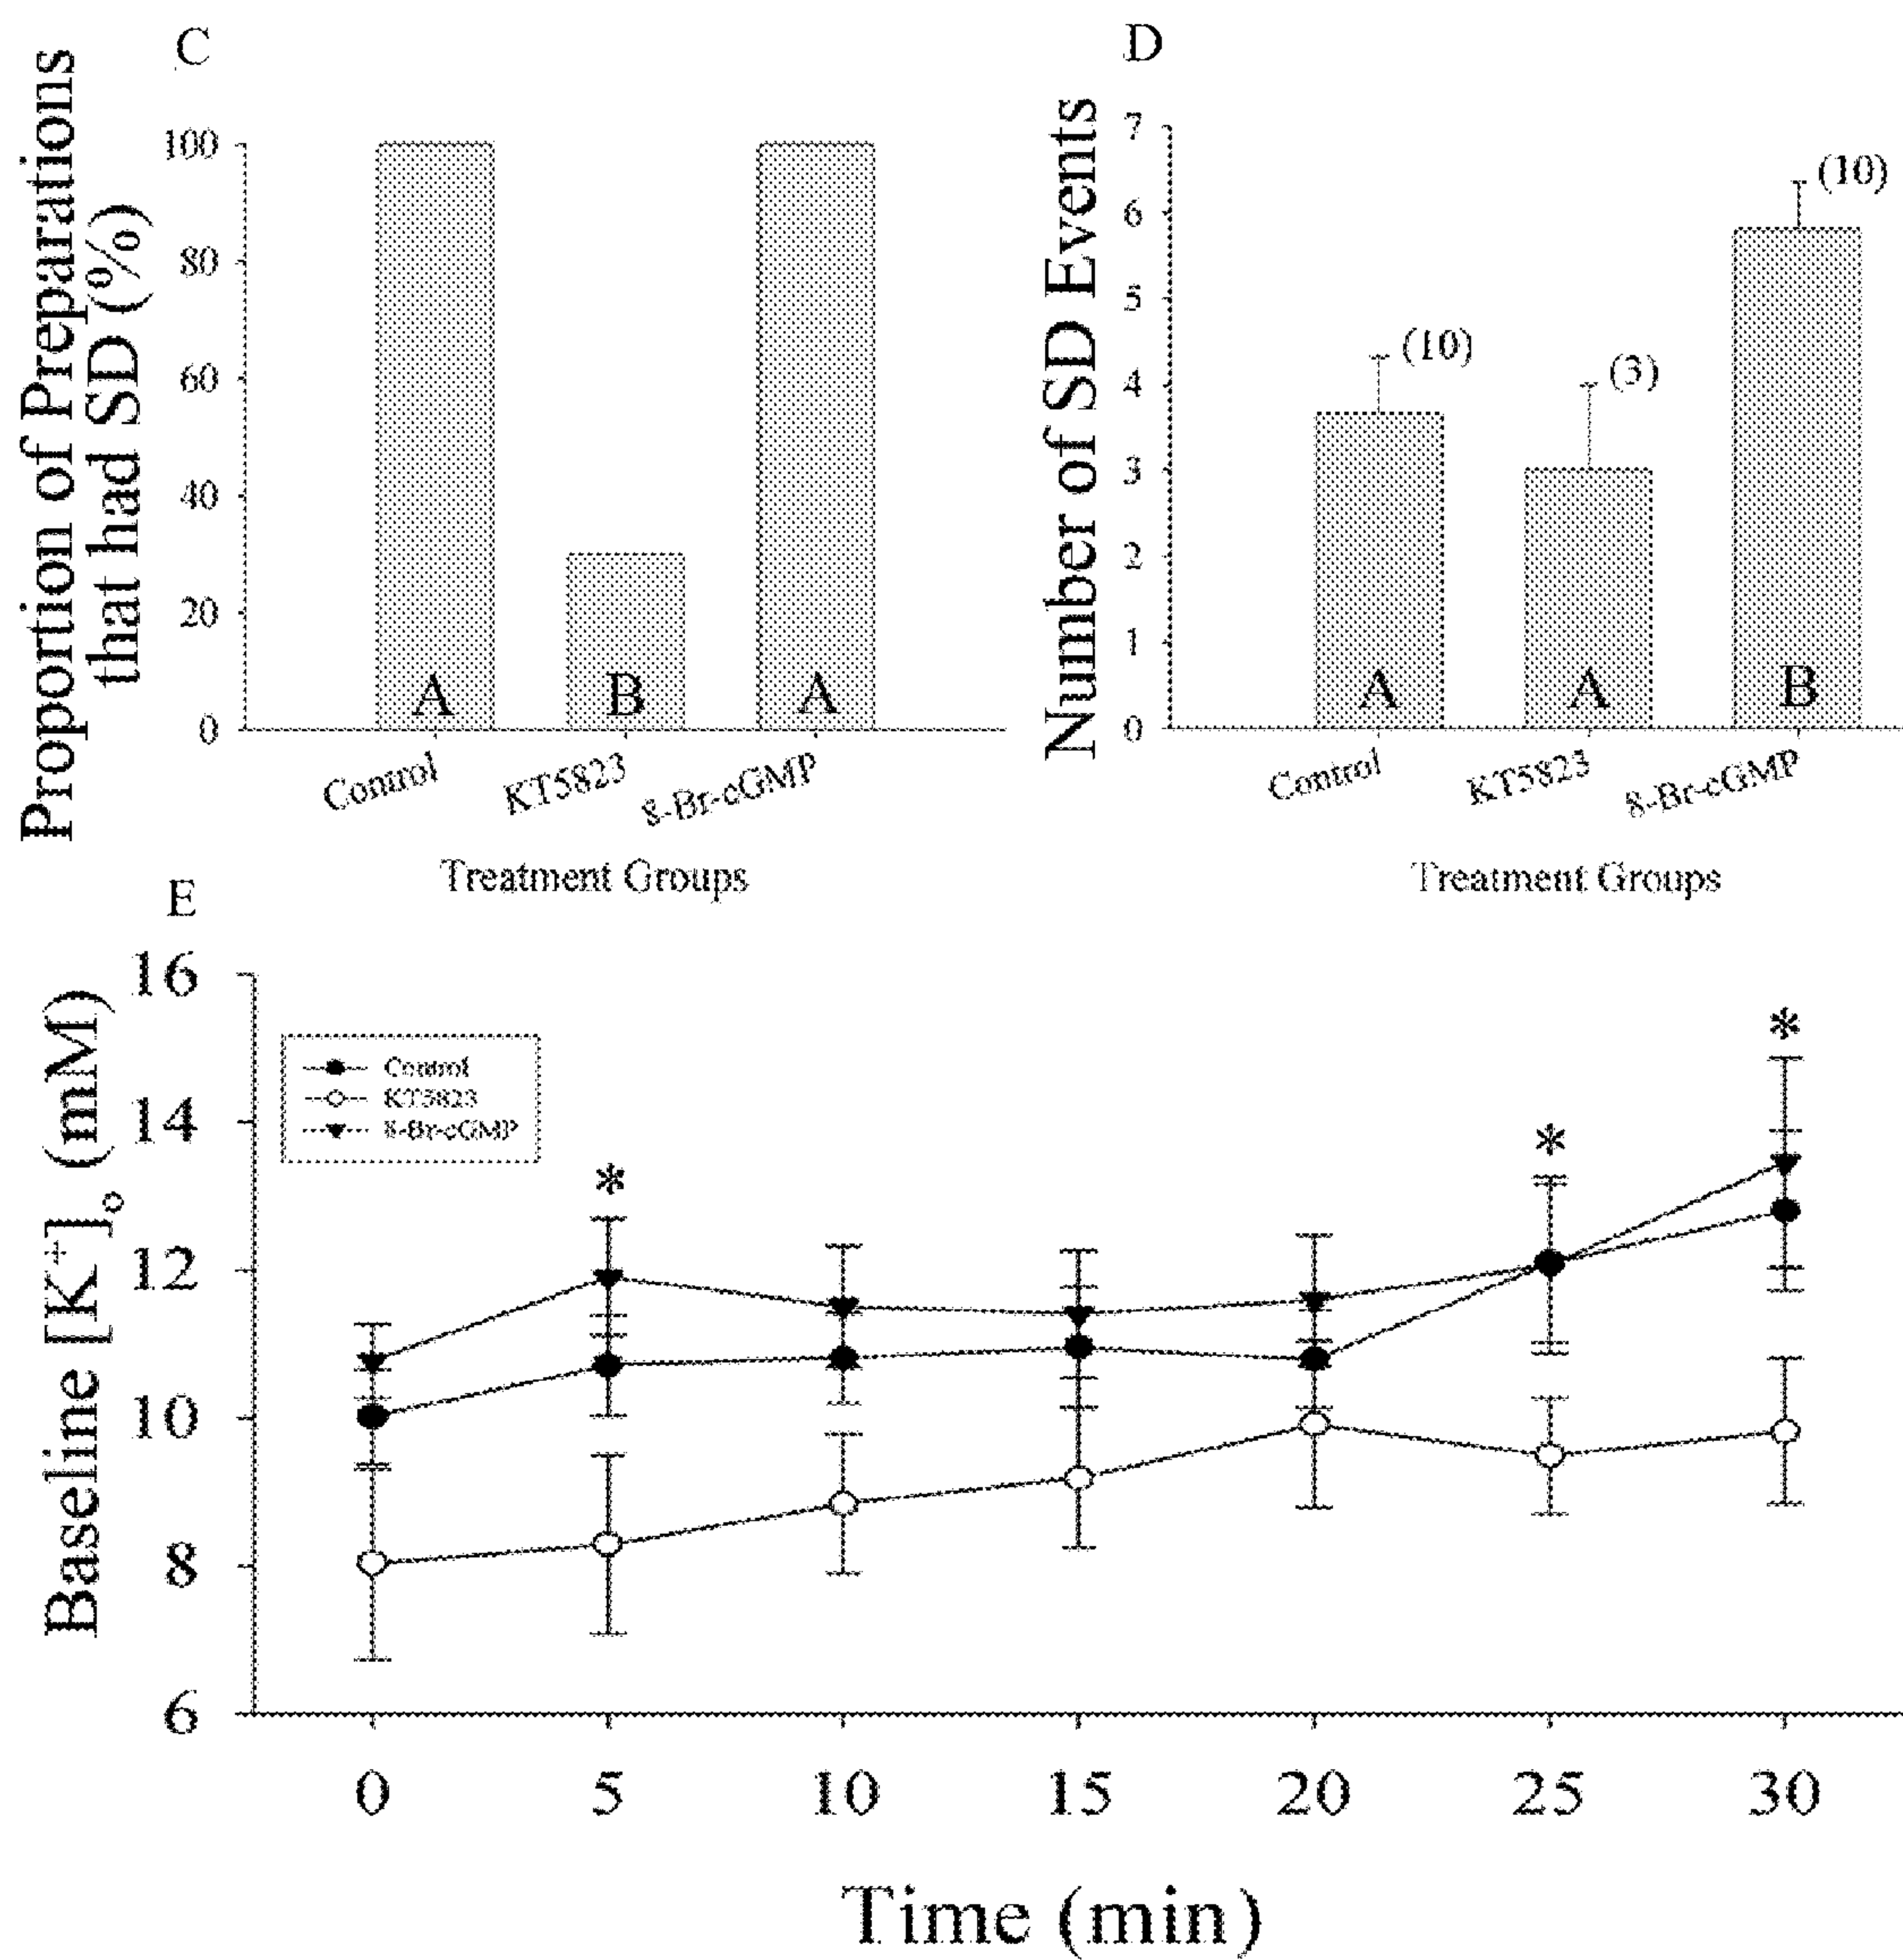 C
Proportion of Preparations
that had SD (%)
100
80
60
40
20
0
A
B
A
Control
KT5823
8-Br-cGMP
Treatment Groups
D
Number of SD Events
7
6
5
4
3
2
1
0
(10)
(3)
(10)
A
A
B
Control
KT5823
8-Br-cGMP
Treatment Groups
E
Baseline [K⁺]ₒ (mM)
16
14
12
10
8
6
Control
KT5823
8-Br-cGMP
*
*
*
0 5 10 15 20 25 30
Time (min)